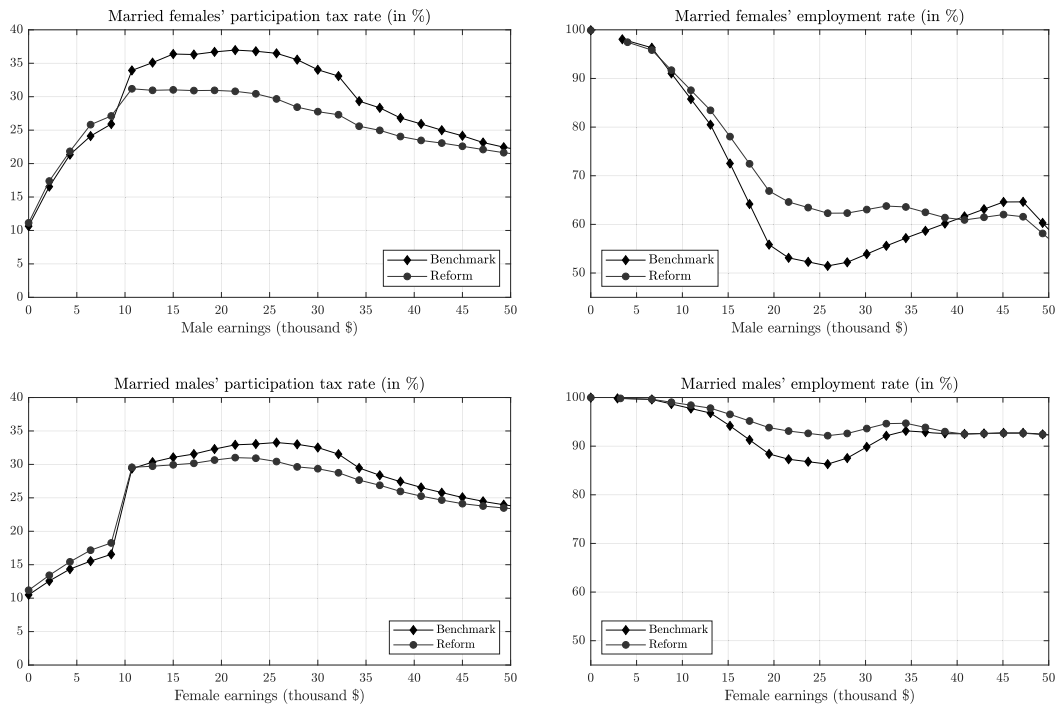 Married females' participation tax rate (in %)
40
35
30
25
20
15
10
5
0
0 5 10 15 20 25 30 35 40 45 50
Male earnings (thousand $)
Benchmark
Reform
Married females' employment rate (in %)
100
90
80
70
60
50
0 5 10 15 20 25 30 35 40 45 50
Male earnings (thousand $)
Benchmark
Reform
Married males' participation tax rate (in %)
40
35
30
25
20
15
10
5
0
0 5 10 15 20 25 30 35 40 45 50
Female earnings (thousand $)
Benchmark
Reform
Married males' employment rate (in %)
100
90
80
70
60
50
0 5 10 15 20 25 30 35 40 45 50
Female earnings (thousand $)
Benchmark
Reform